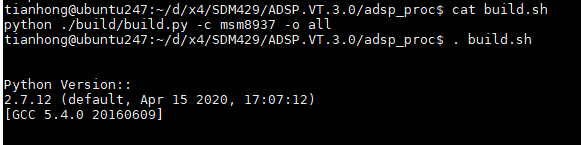 tianhong@ubuntu247:~/d/x4/SDM429/ADSP.VT.3.0/adsp_proc$ cat build.sh
python ./build/build.py -c msm8937 -o all
tianhong@ubuntu247:~/d/x4/SDM429/ADSP.VT.3.0/adsp_proc$ . build.sh
Python Version::
2.7.12 (default, Apr 15 2020, 17:07:12)
[GCC 5.4.0 20160609]